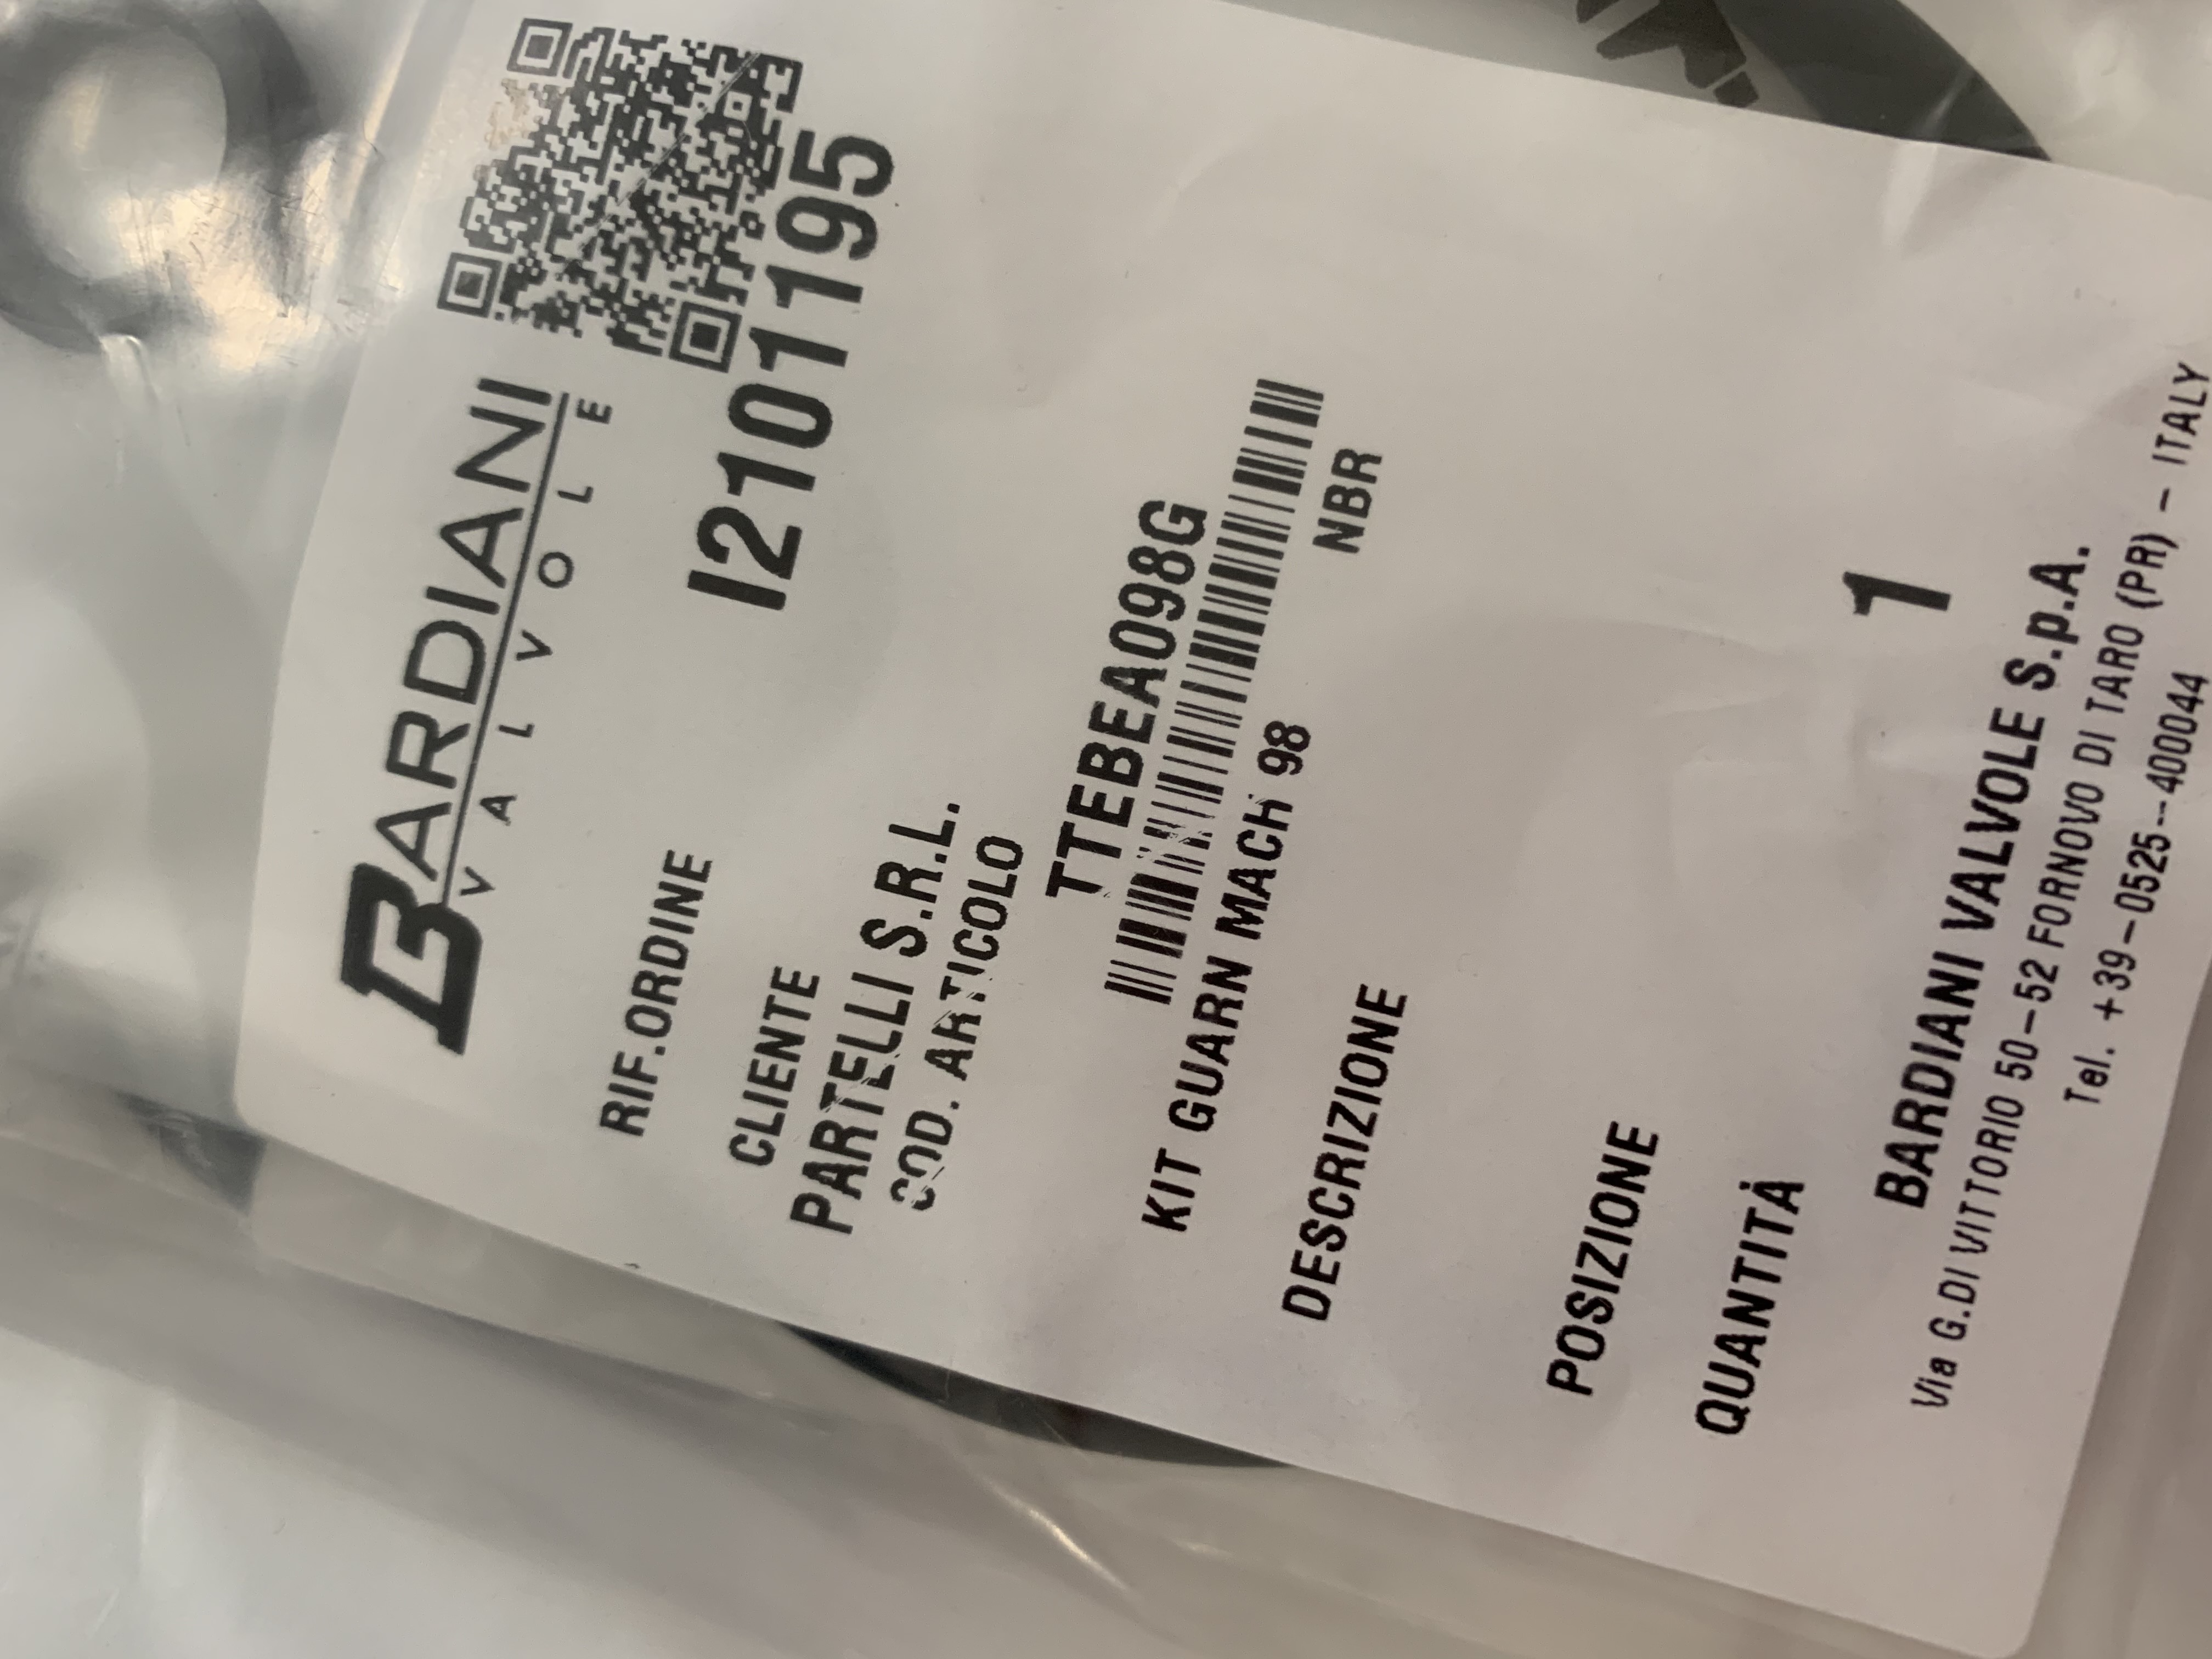 BARDIANI
VALVOLE
I2101195
RIF.ORDINE
CLIENTE
PARTELLI S.R.L.
COD. ARTICOLO
TTEBEA098G
KIT GUARN MACh 98 NBR
DESCRIZIONE
POSIZIONE
QUANTITÀ 1
BARDIANI VALVOLE S.p.A.
Via G.DI VITTORIO 50-52 FORNOVO DI TARO (PR) - ITALY
Tel. +39-0525--400044